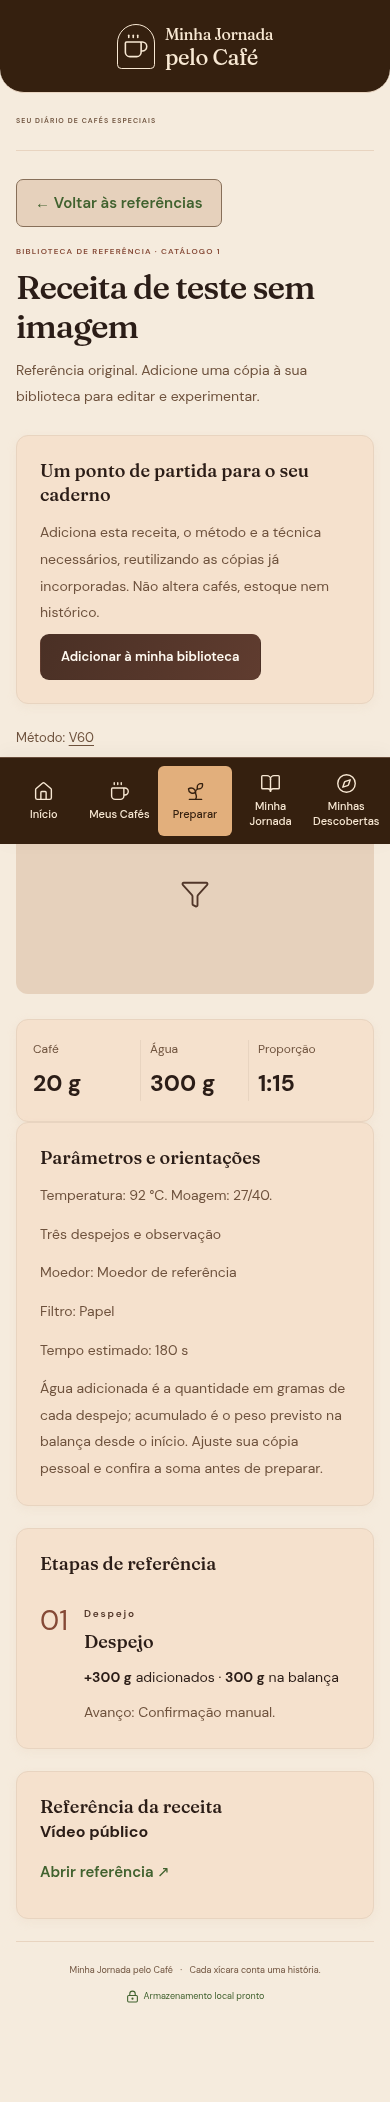 Minha Jornada
pelo Café
SEU DIÁRIO DE CAFÉS ESPECIAIS
← Voltar às referências
BIBLIOTECA DE REFERÊNCIA · CATÁLOGO 1
Receita de teste sem
imagem
Referência original. Adicione uma cópia à sua
biblioteca para editar e experimentar.
Um ponto de partida para o seu
caderno
Adiciona esta receita, o método e a técnica
necessários, reutilizando as cópias já
incorporadas. Não altera cafés, estoque nem
histórico.
Adicionar à minha biblioteca
Método: V60
Início
Meus Cafés
Preparar
Minha
Jornada
Minhas
Descobertas
Café
Água
Proporção
20 g
300 g
1:15
Parâmetros e orientações
Temperatura: 92 °C. Moagem: 27/40.
Três despejos e observação
Moedor: Moedor de referência
Filtro: Papel
Tempo estimado: 180 s
Água adicionada é a quantidade em gramas de
cada despejo; acumulado é o peso previsto na
balança desde o início. Ajuste sua cópia
pessoal e confira a soma antes de preparar.
Etapas de referência
01
Despejo
Despejo
+300 g adicionados · 300 g na balança
Avanço: Confirmação manual.
Referência da receita
Vídeo público
Abrir referência ↗
Minha Jornada pelo Café · Cada xícara conta uma história.
Armazenamento local pronto